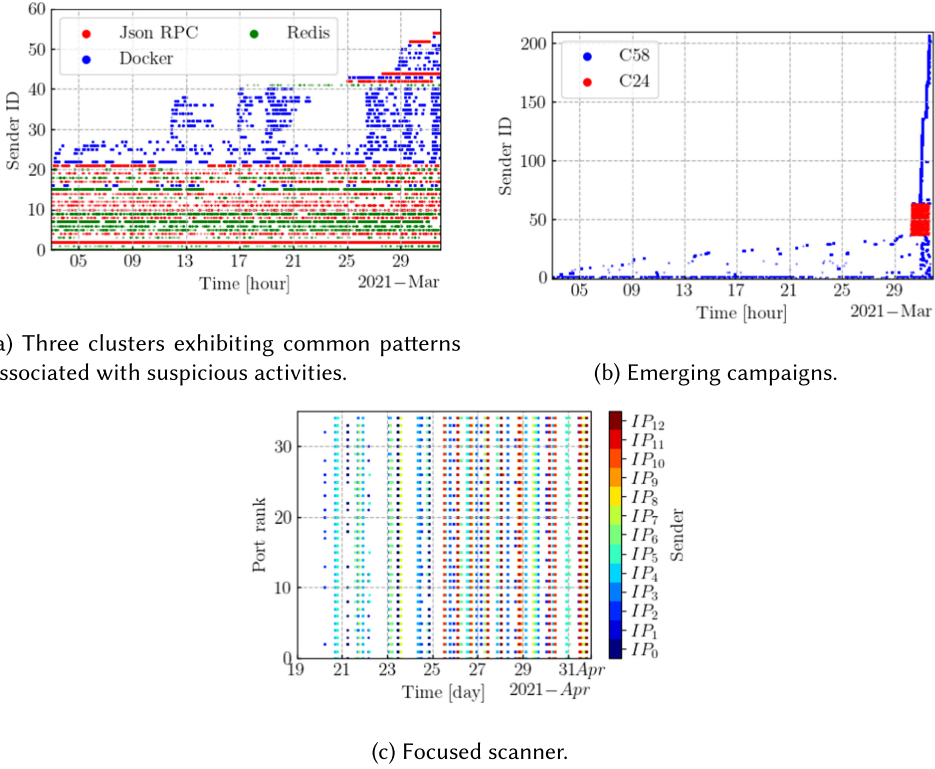 60
50
40
30
20
10
0
Sender ID
Json RPC
Redis
Docker
05
09
13
17
21
25
29
Time [hour]
2021−Mar
a) Three clusters exhibiting common patterns
ssociated with suspicious activities.
200
150
100
50
0
Sender ID
C58
C24
05
09
13
17
21
25
29
Time [hour]
2021−Mar
(b) Emerging campaigns.
30
20
10
0
Port rank
19
21
23
25
27
29
31Apr
Time [day]
2021−Apr
IP12
IP11
IP10
IP9
IP8
IP7
IP6
IP5
IP4
IP3
IP2
IP1
IP0
Sender
(c) Focused scanner.